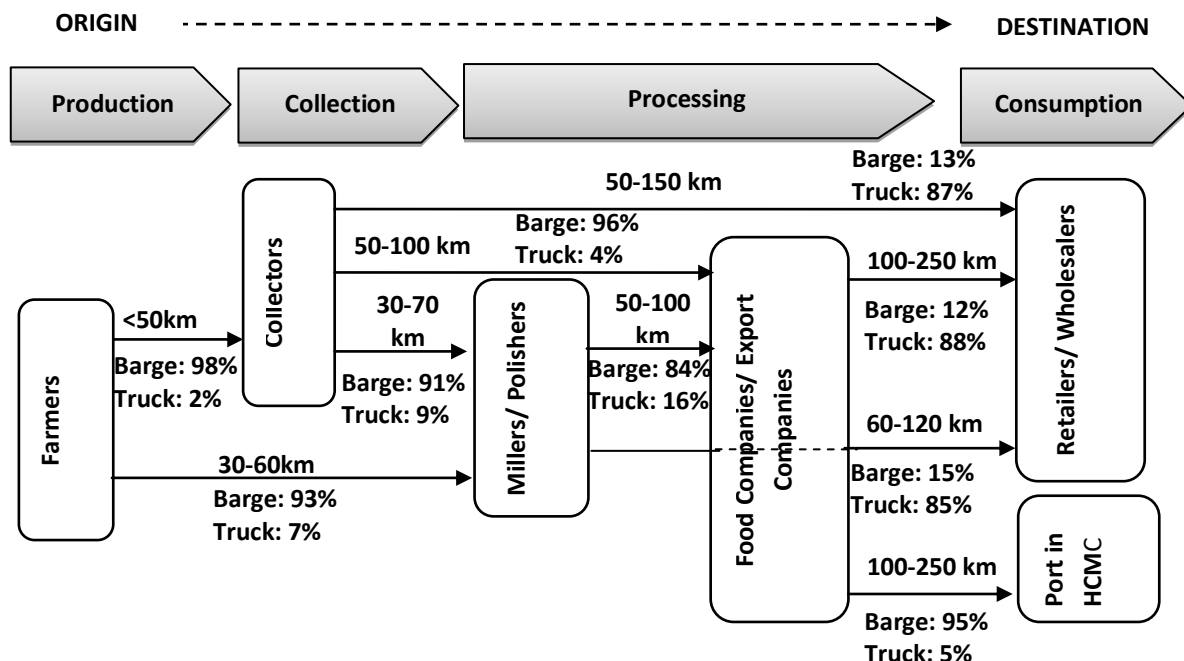 ORIGIN
DESTINATION
Production
Collection
Processing
Consumption
Barge: 13%
Truck: 87%
50-150 km
Barge: 96%
Truck: 4%
50-100 km
Collectors
100-250 km
Barge: 12%
Truck: 88%
Retailers/ Wholesalers
<50km
Barge: 98%
Truck: 2%
Farmers
30-70
km
Barge: 91%
Truck: 9%
Millers/ Polishers
50-100
km
Barge: 84%
Truck: 16%
Food Companies/ Export
Companies
30-60km
Barge: 93%
Truck: 7%
60-120 km
Barge: 15%
Truck: 85%
100-250 km
Barge: 95%
Truck: 5%
Port in
HCMC